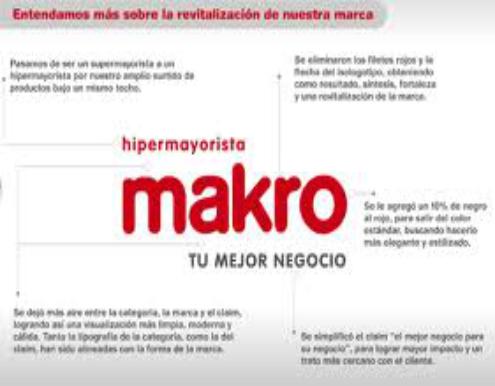 Entendamos más sobre la revitalización de nuestra marca
Pasamos de ser un supermayorista a un
hipermayorista por nuestro amplio surtido de
productos bajo un mismo techo.
Se eliminaron los filetes rojos y la
flecha del isologotipo, obteniendo
como resultado, síntesis, fortaleza
y una revitalización de la marca.
hipermayorista
makro
TU MEJOR NEGOCIO
Se le agregó un 10% de negro
al rojo, para salir del color
estándar, buscando hacerlo
más elegante y estilizado.
Se dejó más aire entre la categoría, la marca y el claim,
logrando así una visualización más limpia, moderna y
cálida. Tanto la tipografía de la categoría, como la del
claim, han sido alineadas con la forma de la marca.
Se simplificó el claim "el mejor negocio para
su negocio", para lograr mayor impacto y un
trato más cercano con el cliente.